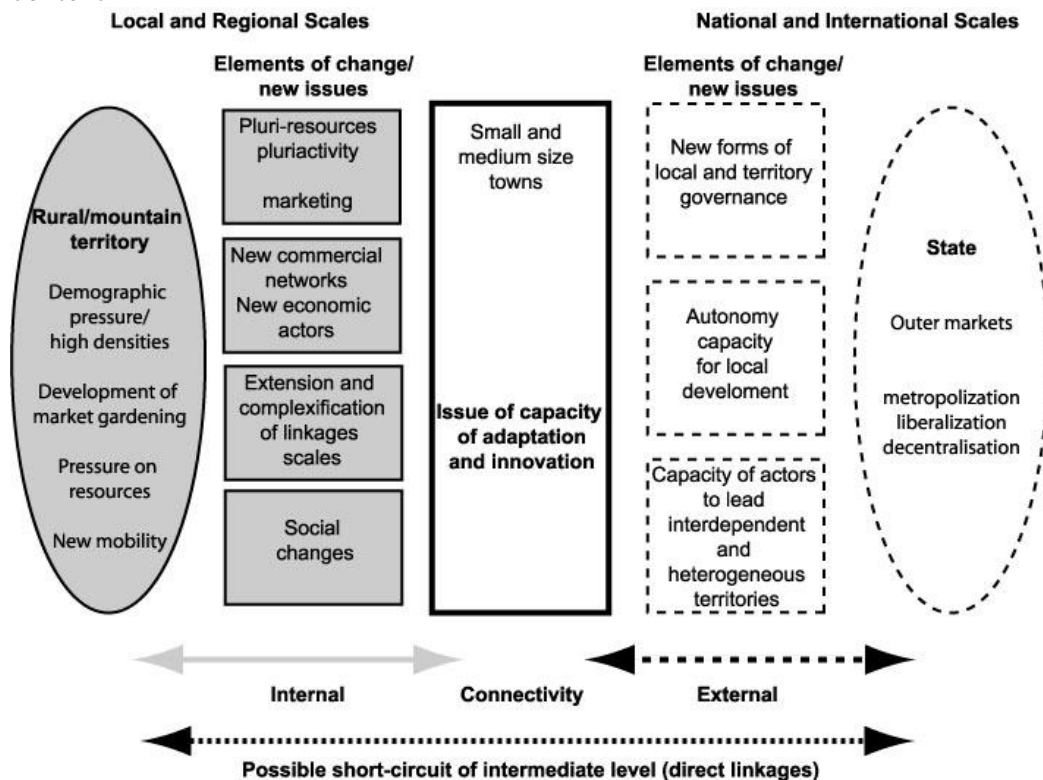 Local and Regional Scales
National and International Scales
Elements of change/
new issues
Elements of change/
new issues
Rural/mountain
territory
Demographic
pressure/
high densities
Development of
market gardening
Pressure on
resources
New mobility
Pluri-resources
pluriactivity
marketing
New commercial
networks
New economic
actors
Extension and
complexification
of linkages
scales
Social
changes
Small and
medium size
towns
Issue of capacity
of adaptation
and innovation
New forms of
local and territory
governance
Autonomy
capacity
for local
develoment
Capacity of actors
to lead
interdependent
and
heterogeneous
territories
State
Outer markets
metropolization
liberalization
decentralisation
Internal
Connectivity
External
Possible short-circuit of intermediate level (direct linkages)